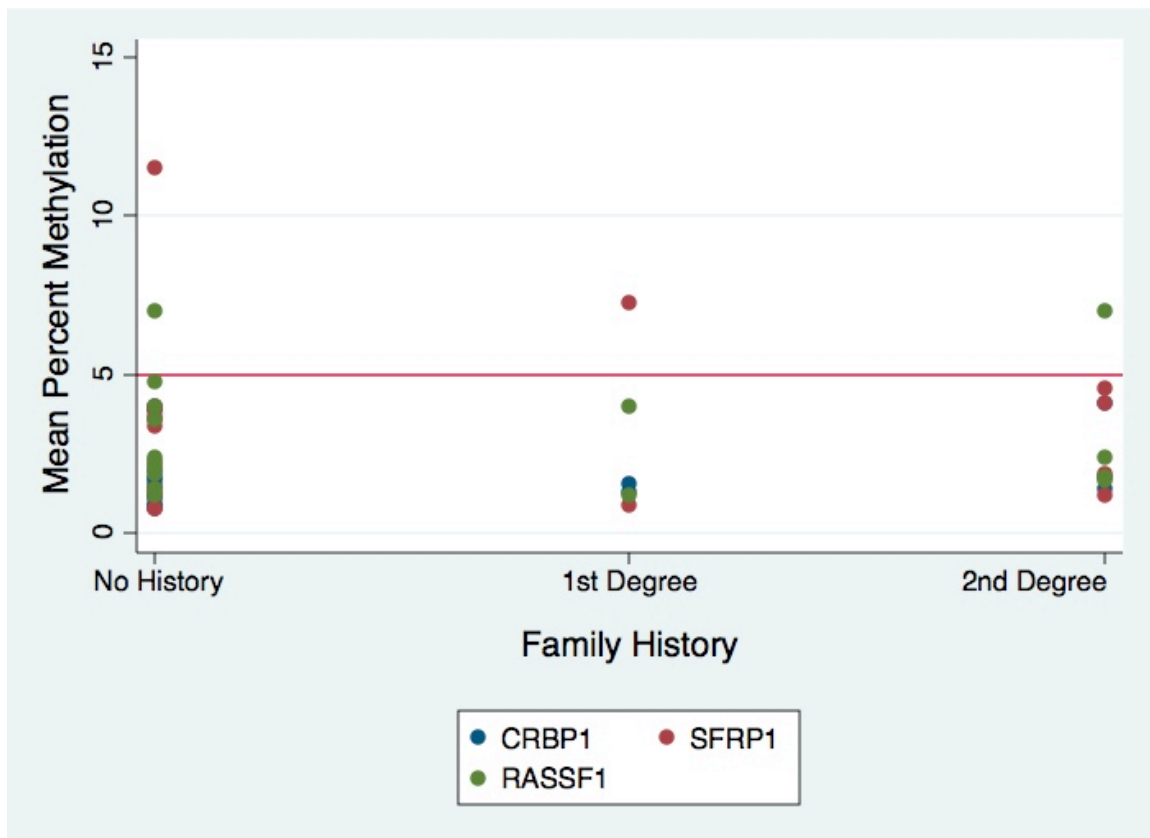 Mean Percent Methylation
15
10
5
0
No History 1st Degree 2nd Degree
Family History
CRBP1 SFRP1
RASSF1